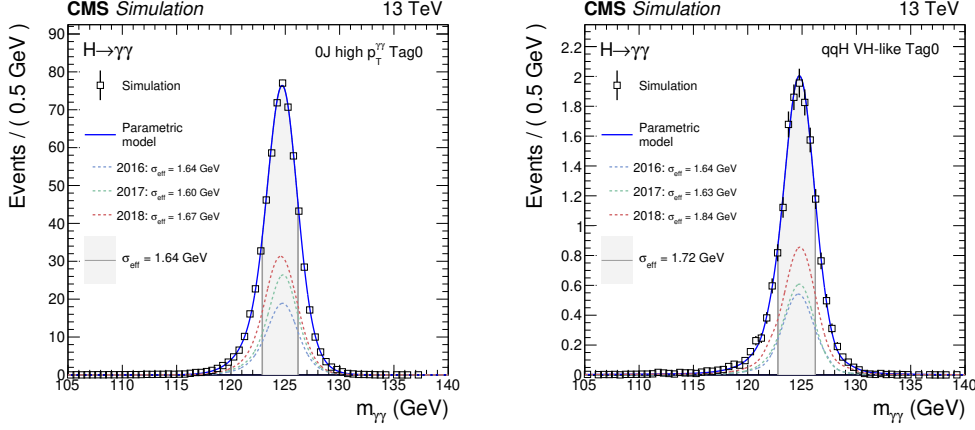 CMS Simulation 13 TeV
H→γγ 0J high p_T^γγ Tag0
Simulation
Parametric
model
2016: σ_eff = 1.64 GeV
2017: σ_eff = 1.60 GeV
2018: σ_eff = 1.67 GeV
σ_eff = 1.64 GeV
Events / ( 0.5 GeV )
90
80
70
60
50
40
30
20
10
0
105 110 115 120 125 130 135 140
m_γγ (GeV)
CMS Simulation 13 TeV
H→γγ qqH VH-like Tag0
Simulation
Parametric
model
2016: σ_eff = 1.64 GeV
2017: σ_eff = 1.63 GeV
2018: σ_eff = 1.84 GeV
σ_eff = 1.72 GeV
Events / ( 0.5 GeV )
2.2
2
1.8
1.6
1.4
1.2
1
0.8
0.6
0.4
0.2
0
105 110 115 120 125 130 135 140
m_γγ (GeV)